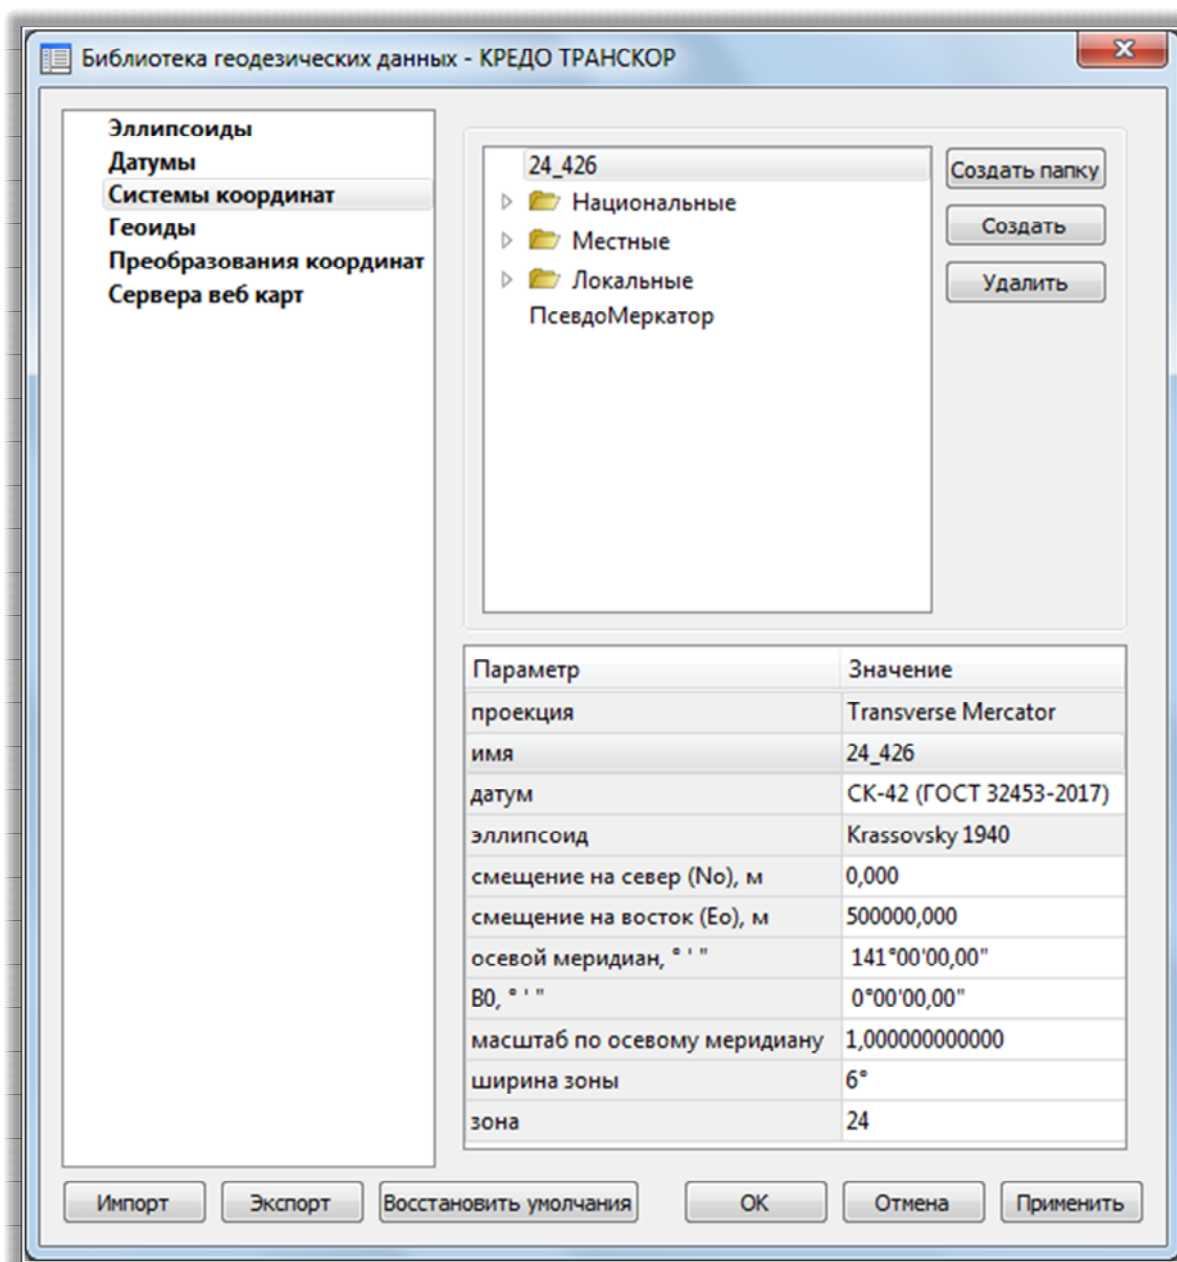 Библиотека геодезических данных - КРЕДО ТРАНСКОР
Эллипсоиды
Датумы
Системы координат
Геоиды
Преобразования координат
Сервера веб карт
24_426
Национальные
Местные
Локальные
ПсевдоМеркатор
Создать папку
Создать
Удалить
Параметр Значение
проекция Transverse Mercator
имя 24_426
датум СК-42 (ГОСТ 32453-2017)
эллипсоид Krassovsky 1940
смещение на север (No), м 0,000
смещение на восток (Eo), м 500000,000
осевой меридиан, ° ' " 141°00'00,00"
B0, ° ' " 0°00'00,00"
масштаб по осевому меридиану 1,000000000000
ширина зоны 6°
зона 24
Импорт Экспорт Восстановить умолчания ОК Отмена Применить